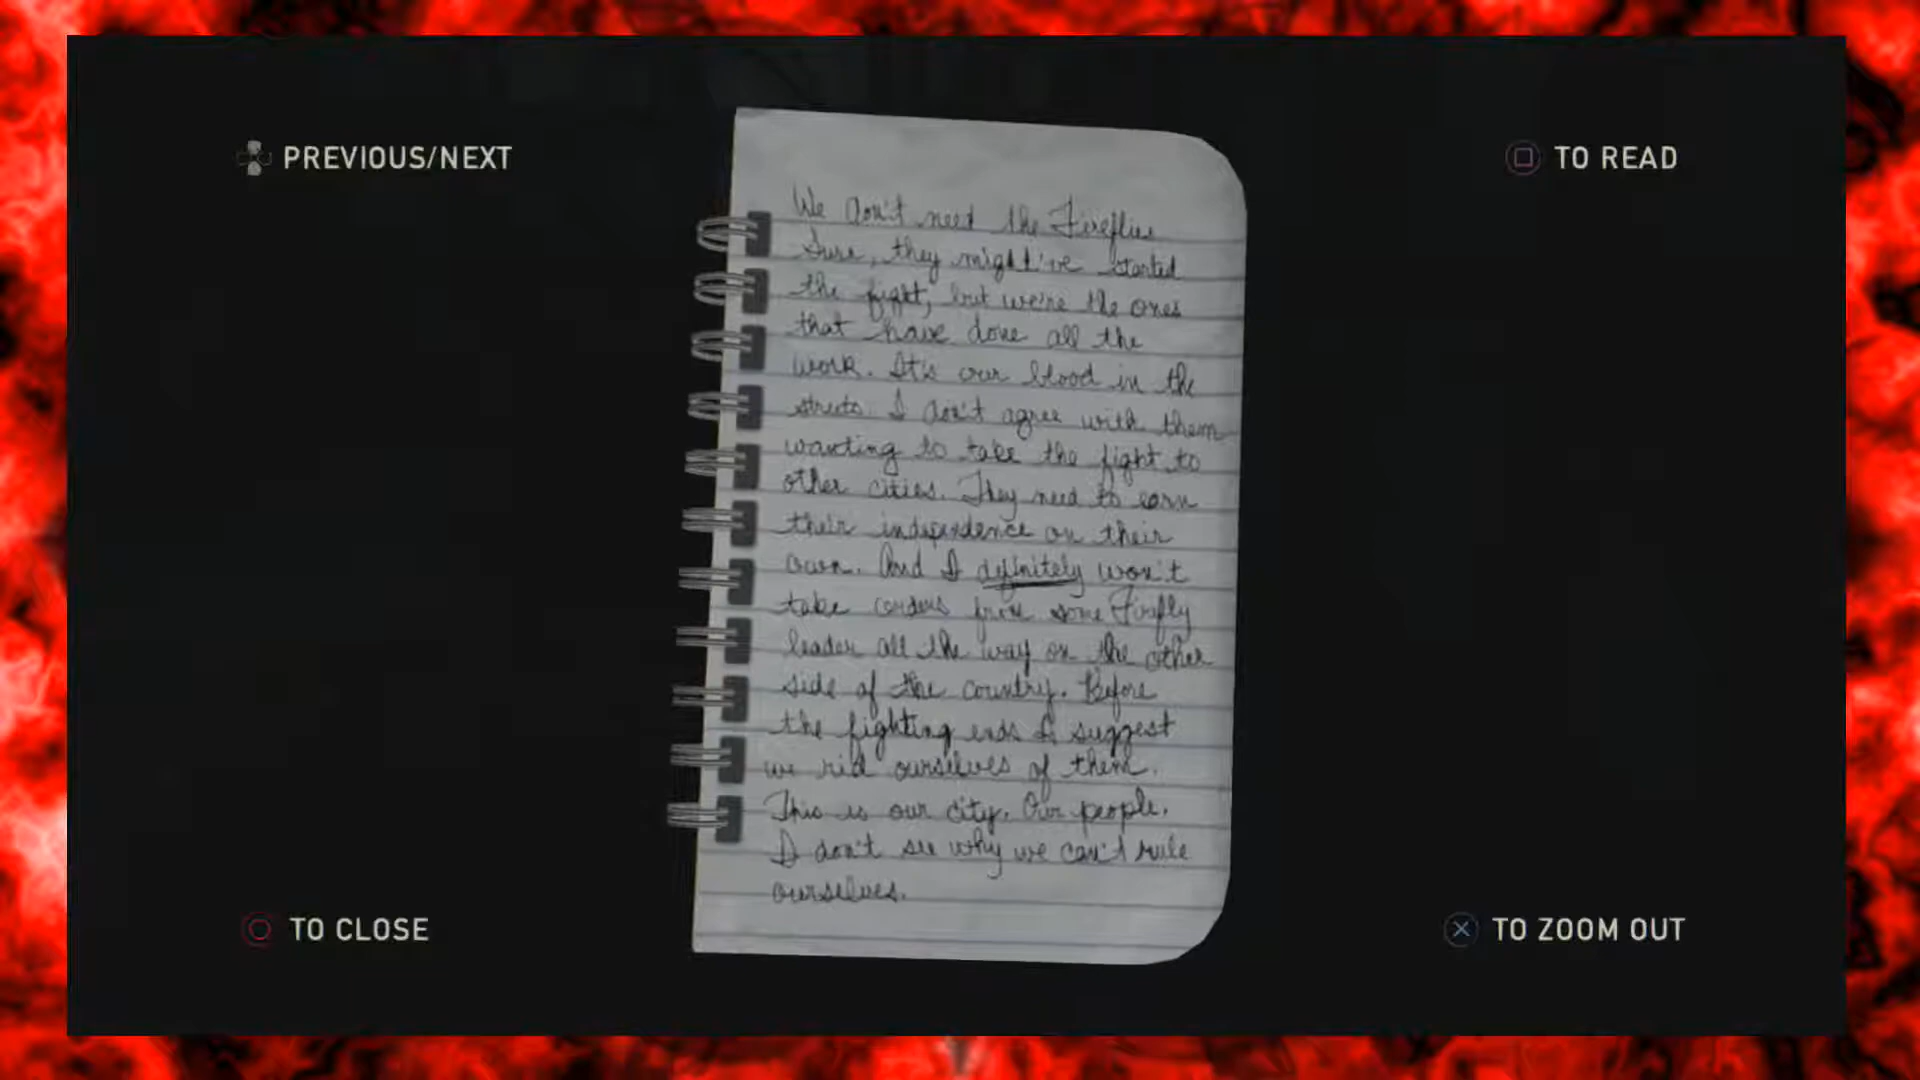 PREVIOUS/NEXT
TO READ
We don't need the Fireflies
Sure, they might've started
the fight, but we're the ones
that have done all the
work. It's our blood in the
streets. I don't agree with them
wanting to take the fight to
other cities. They need to earn
their independence on their
own. And I definitely won't
take orders from some Firefly
leader all the way on the other
side of the country. Before
the fighting ends I suggest
we rid ourselves of them.
This is our city. Our people.
I don't see why we can't rule
ourselves.
TO CLOSE
TO ZOOM OUT